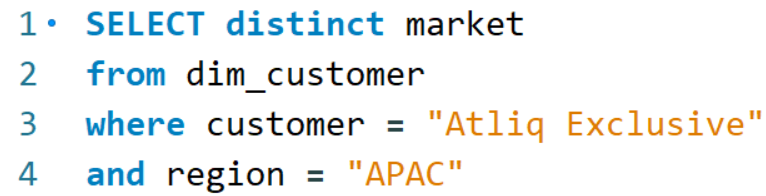 1 SELECT distinct market
2 from dim_customer
3 where customer = "Atliq Exclusive"
4 and region = "APAC"